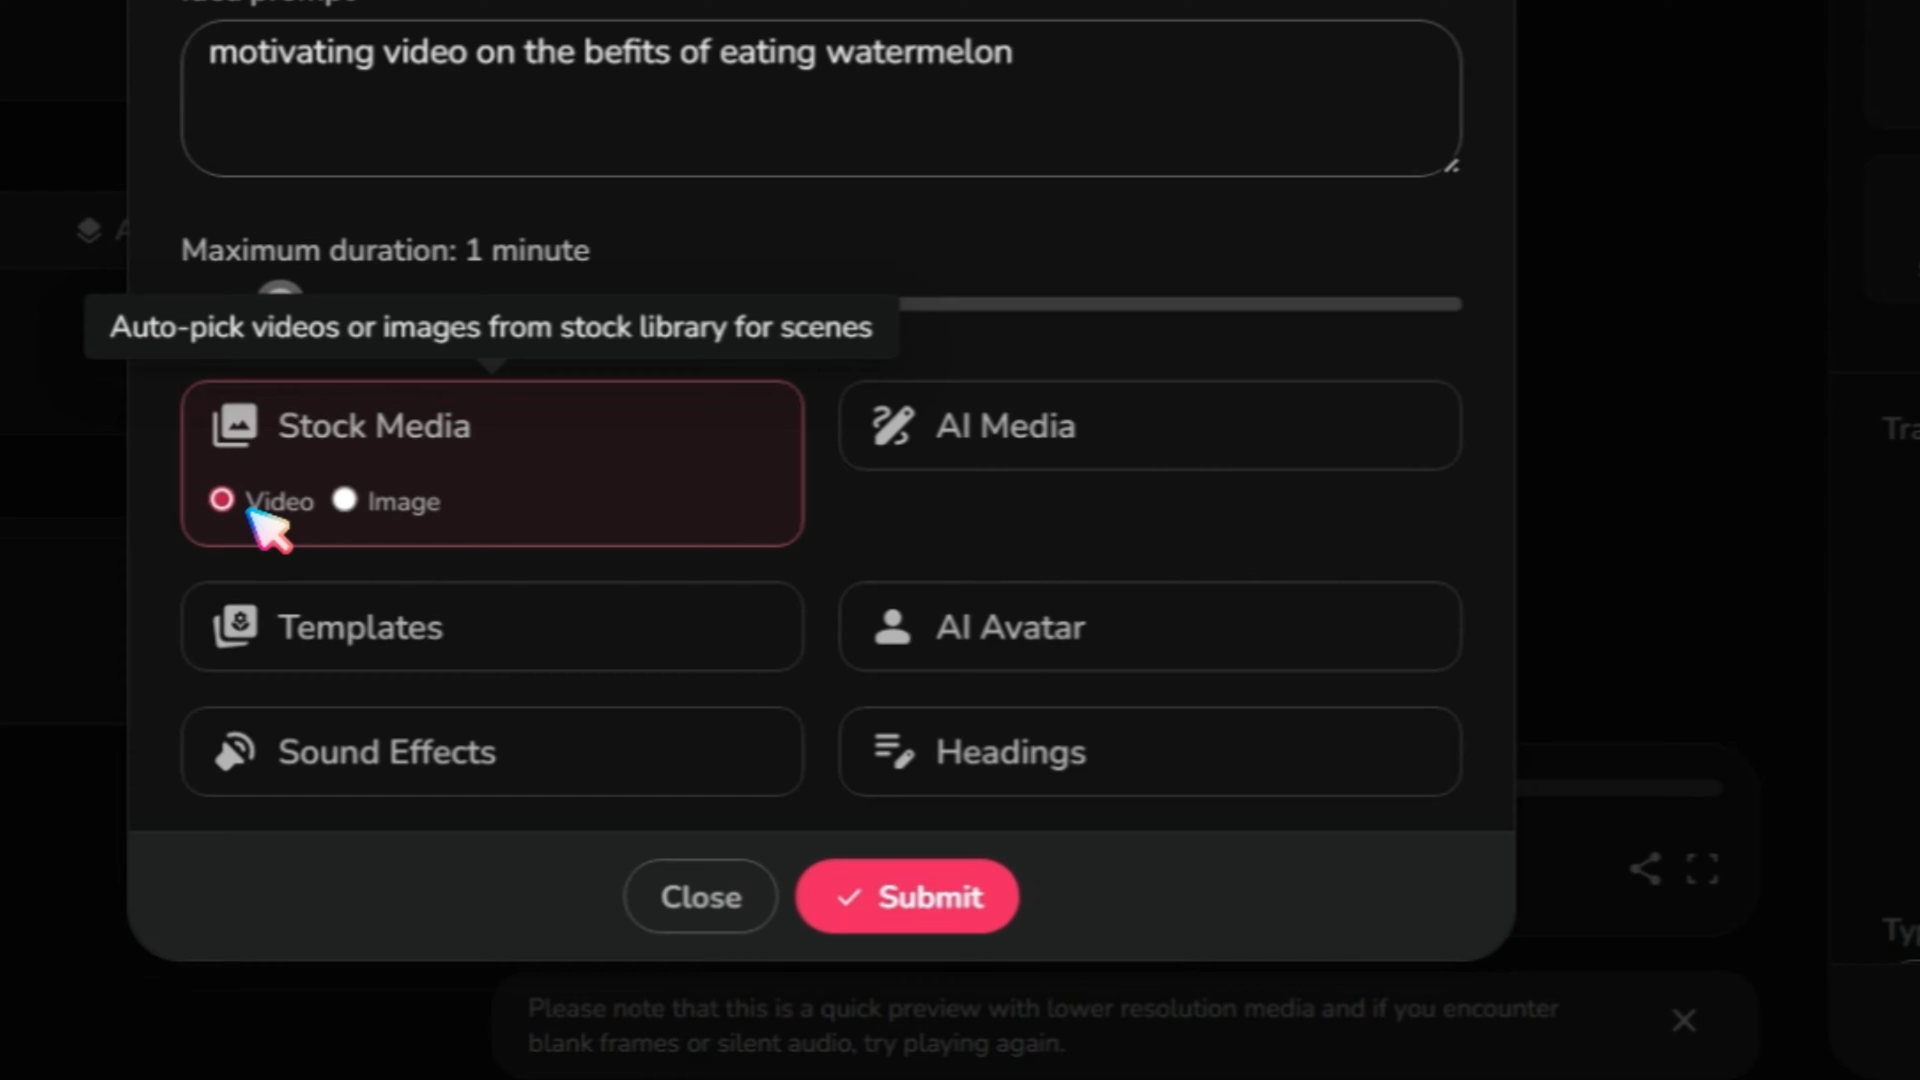 Idea prompt
motivating video on the befits of eating watermelon
Maximum duration: 1 minute
Auto-pick videos or images from stock library for scenes
Stock Media
AI Media
Video
Image
Templates
AI Avatar
Sound Effects
Headings
Close
Submit
Please note that this is a quick preview with lower resolution media and if you encounter
blank frames or silent audio, try playing again.